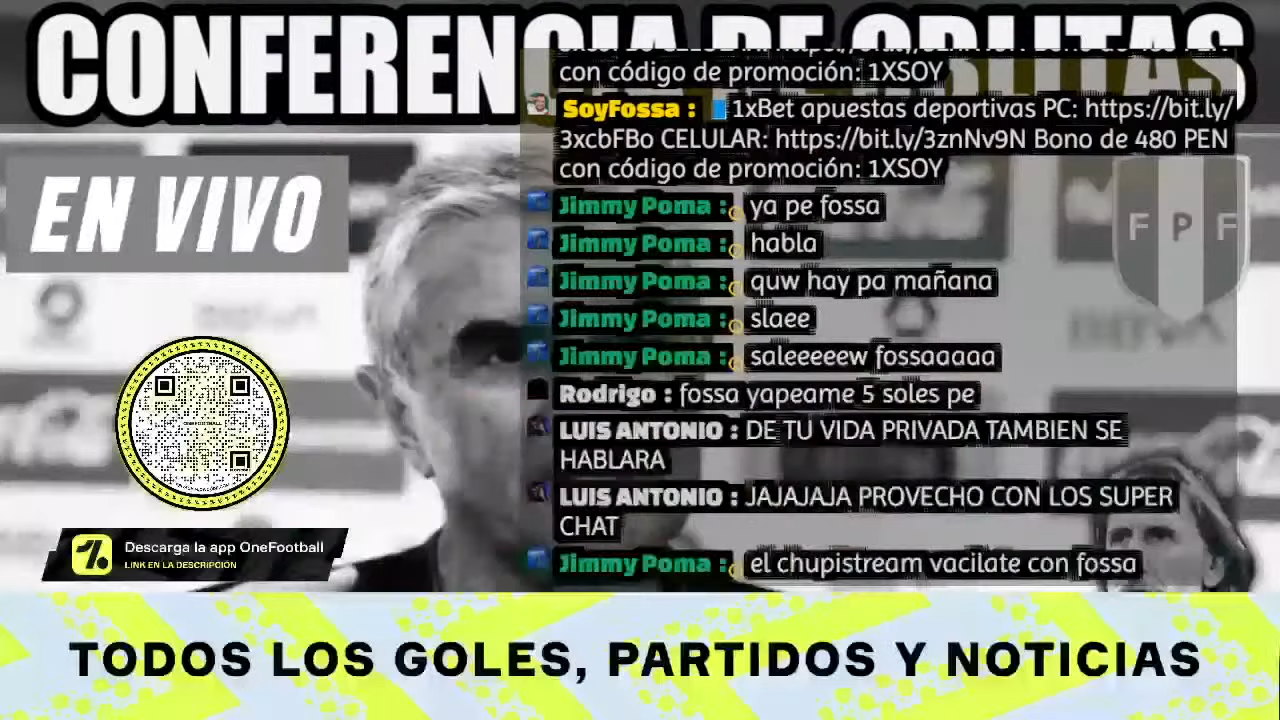 CONFERENCIA DE ORLITAS
con código de promoción: 1XSOY
SoyFossa : 1xBet apuestas deportivas PC: https://bit.ly/
3xcbFBo CELULAR: https://bit.ly/3znNv9N Bono de 480 PEN
con código de promoción: 1XSOY
EN VIVO
Jimmy Poma : ya pe fossa
Jimmy Poma : habla
Jimmy Poma : quw hay pa mañana
Jimmy Poma : slaee
Jimmy Poma : saleeeeew fossaaaaa
Rodrigo : fossa yapeame 5 soles pe
LUIS ANTONIO : DE TU VIDA PRIVADA TAMBIEN SE
HABLARA
LUIS ANTONIO : JAJAJAJA PROVECHO CON LOS SUPER
CHAT
Jimmy Poma : el chupistream vacilate con fossa
FPF
ONEFOOTBALL
Descarga la app OneFootball
LINK EN LA DESCRIPCIÓN
TODOS LOS GOLES, PARTIDOS Y NOTICIAS